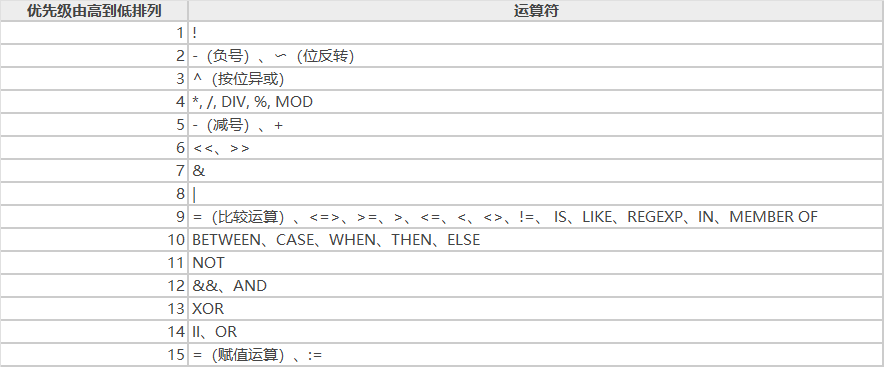 优先级由高到低排列 运算符
1 !
2 -（负号）、∽（位反转）
3 ^（按位异或）
4 *, /, DIV, %, MOD
5 -（减号）、+
6 <<、>>
7 &
8 |
9 =（比较运算）、<=>、>=、>、<=、<、<>、!=、 IS、LIKE、REGEXP、IN、MEMBER OF
10 BETWEEN、CASE、WHEN、THEN、ELSE
11 NOT
12 &&、AND
13 XOR
14 II、OR
15 =（赋值运算）、:=